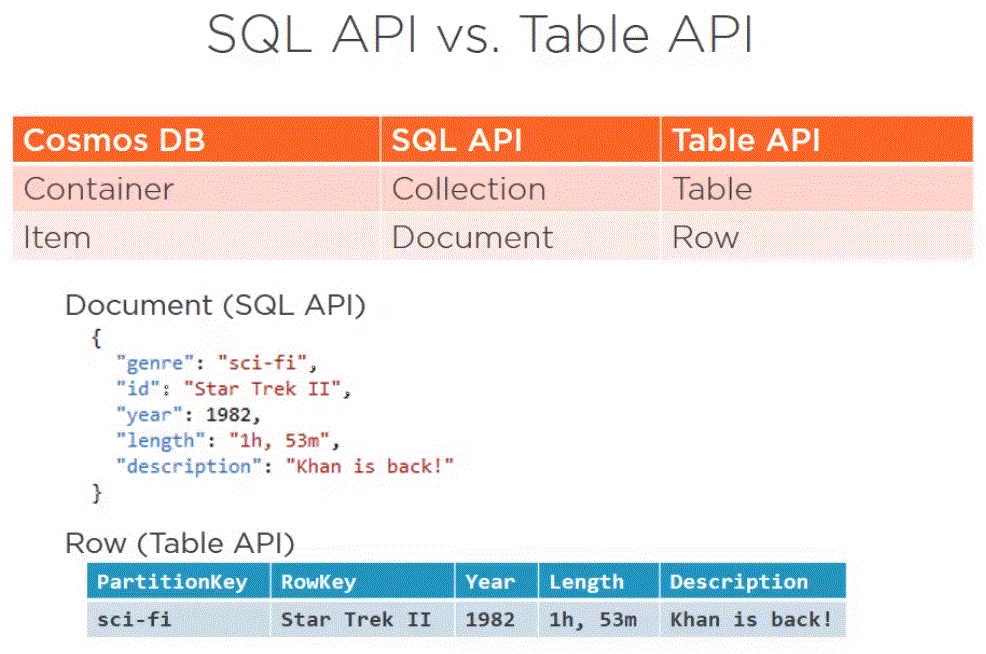 SQL API vs. Table API
Cosmos DB SQL API Table API
Container Collection Table
Item Document Row
Document (SQL API)
{
"genre": "sci-fi",
"id": "Star Trek II",
"year": 1982,
"length": "1h, 53m",
"description": "Khan is back!"
}
Row (Table API)
PartitionKey RowKey Year Length Description
sci-fi Star Trek II 1982 1h, 53m Khan is back!